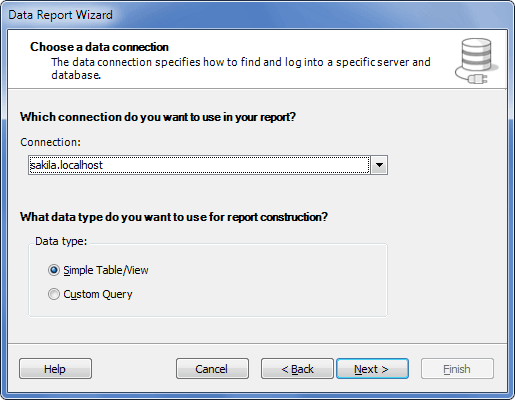 Data Report Wizard
Choose a data connection
The data connection specifies how to find and log into a specific server and
database.
Which connection do you want to use in your report?
Connection:
sakila.localhost
What data type do you want to use for report construction?
Data type:
Simple Table/View
Custom Query
Help
Cancel
< Back
Next >
Finish